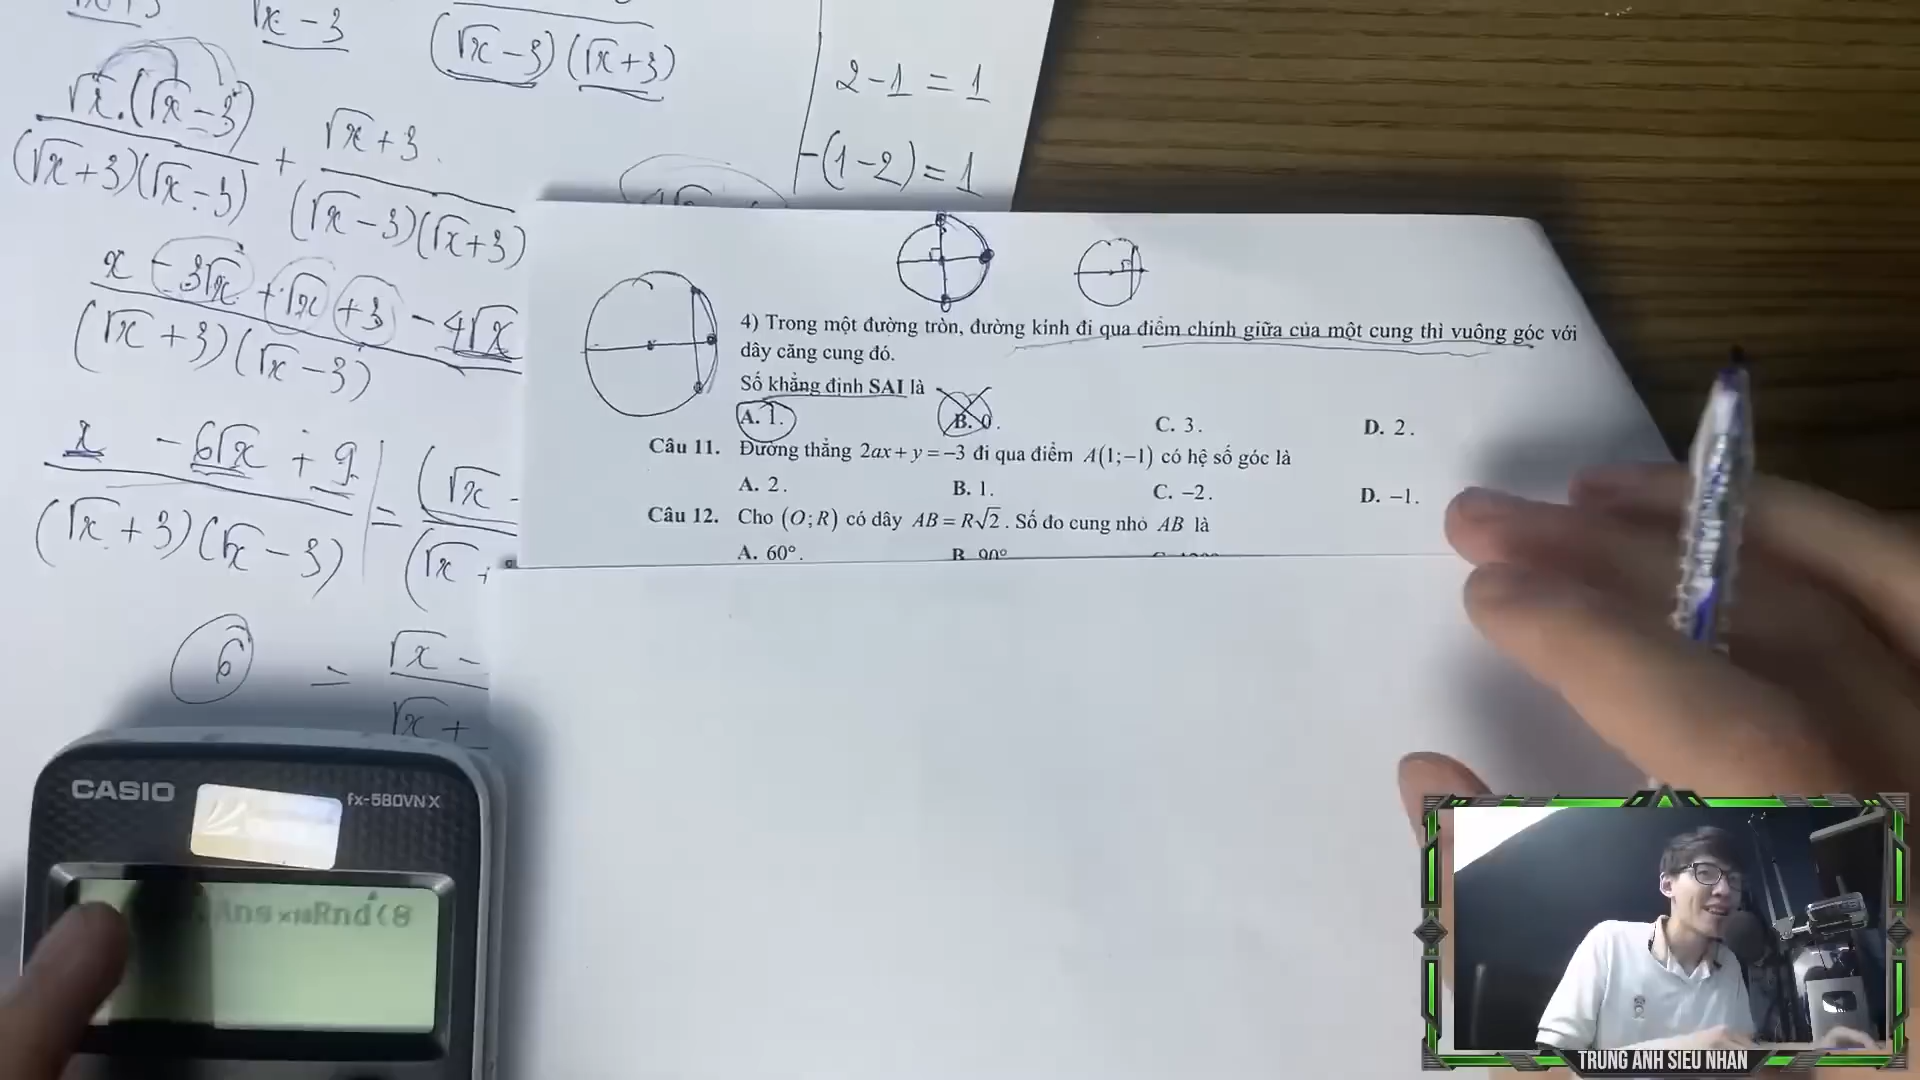 √x - 3
(√x - 3)(√x + 3)
2 - 1 = 1
-(1 - 2) = 1
√x.(√x - 3)
(√x + 3)(√x - 3)
+
√x + 3
(√x - 3)(√x + 3)
x - 3√x + √x + 3 - 4√x
(√x + 3)(√x - 3)
x - 6√x + 9
(√x + 3)(√x - 3)
=
(√x -
(√x +
6
=
√x -
√x +
4) Trong một đường tròn, đường kính đi qua điểm chính giữa của một cung thì vuông góc với
dây căng cung đó.
Số khẳng định SAI là
A. 1. B. 0. C. 3. D. 2.
Câu 11. Đường thẳng 2ax + y = −3 đi qua điểm A(1;−1) có hệ số góc là
A. 2. B. 1. C. −2. D. −1.
Câu 12. Cho (O;R) có dây AB = R√2. Số đo cung nhỏ AB là
A. 60°. B. 90°
CASIO fx-580VN X
Ans×10Rnd(8
TRUNG ANH SIEU NHAN